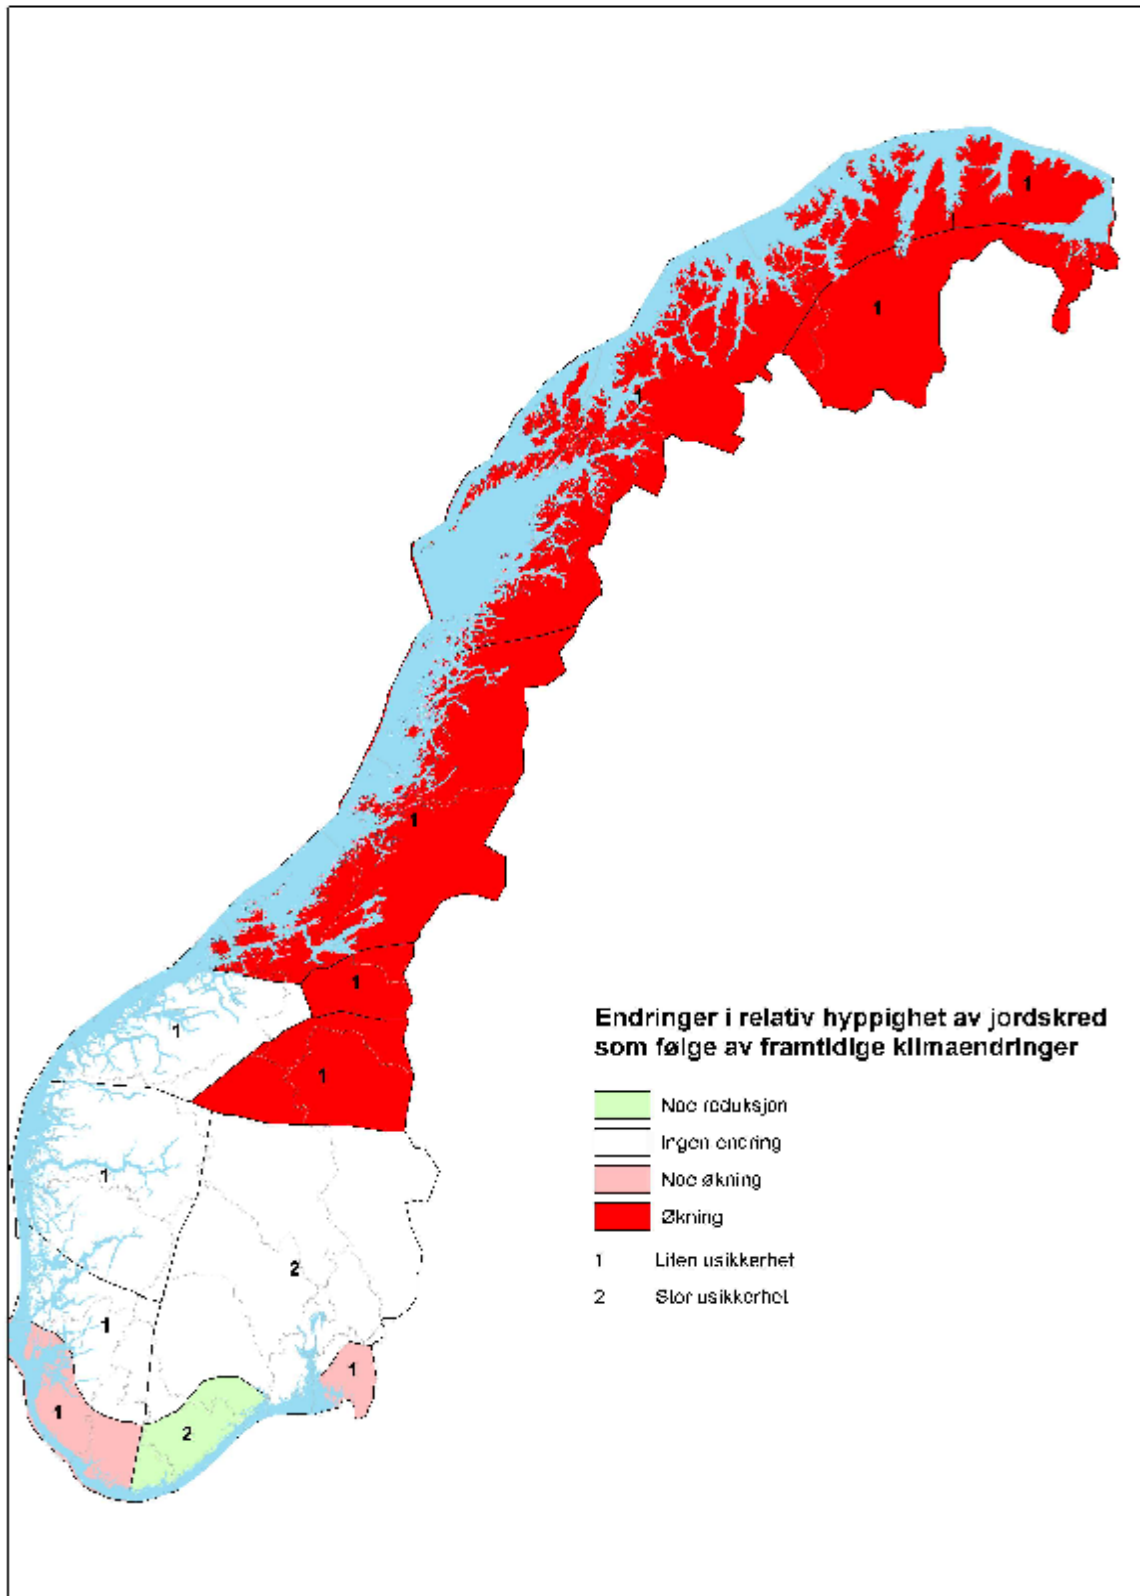 1
1
1
1
1
1
1
1
2
1
1
1
2
Endringer i relativ hyppighet av jordskred
som følge av framtidige klimaendringer
Noe reduksjon
Ingen endring
Noe økning
Økning
1 Liten usikkerhet
2 Stor usikkerhet